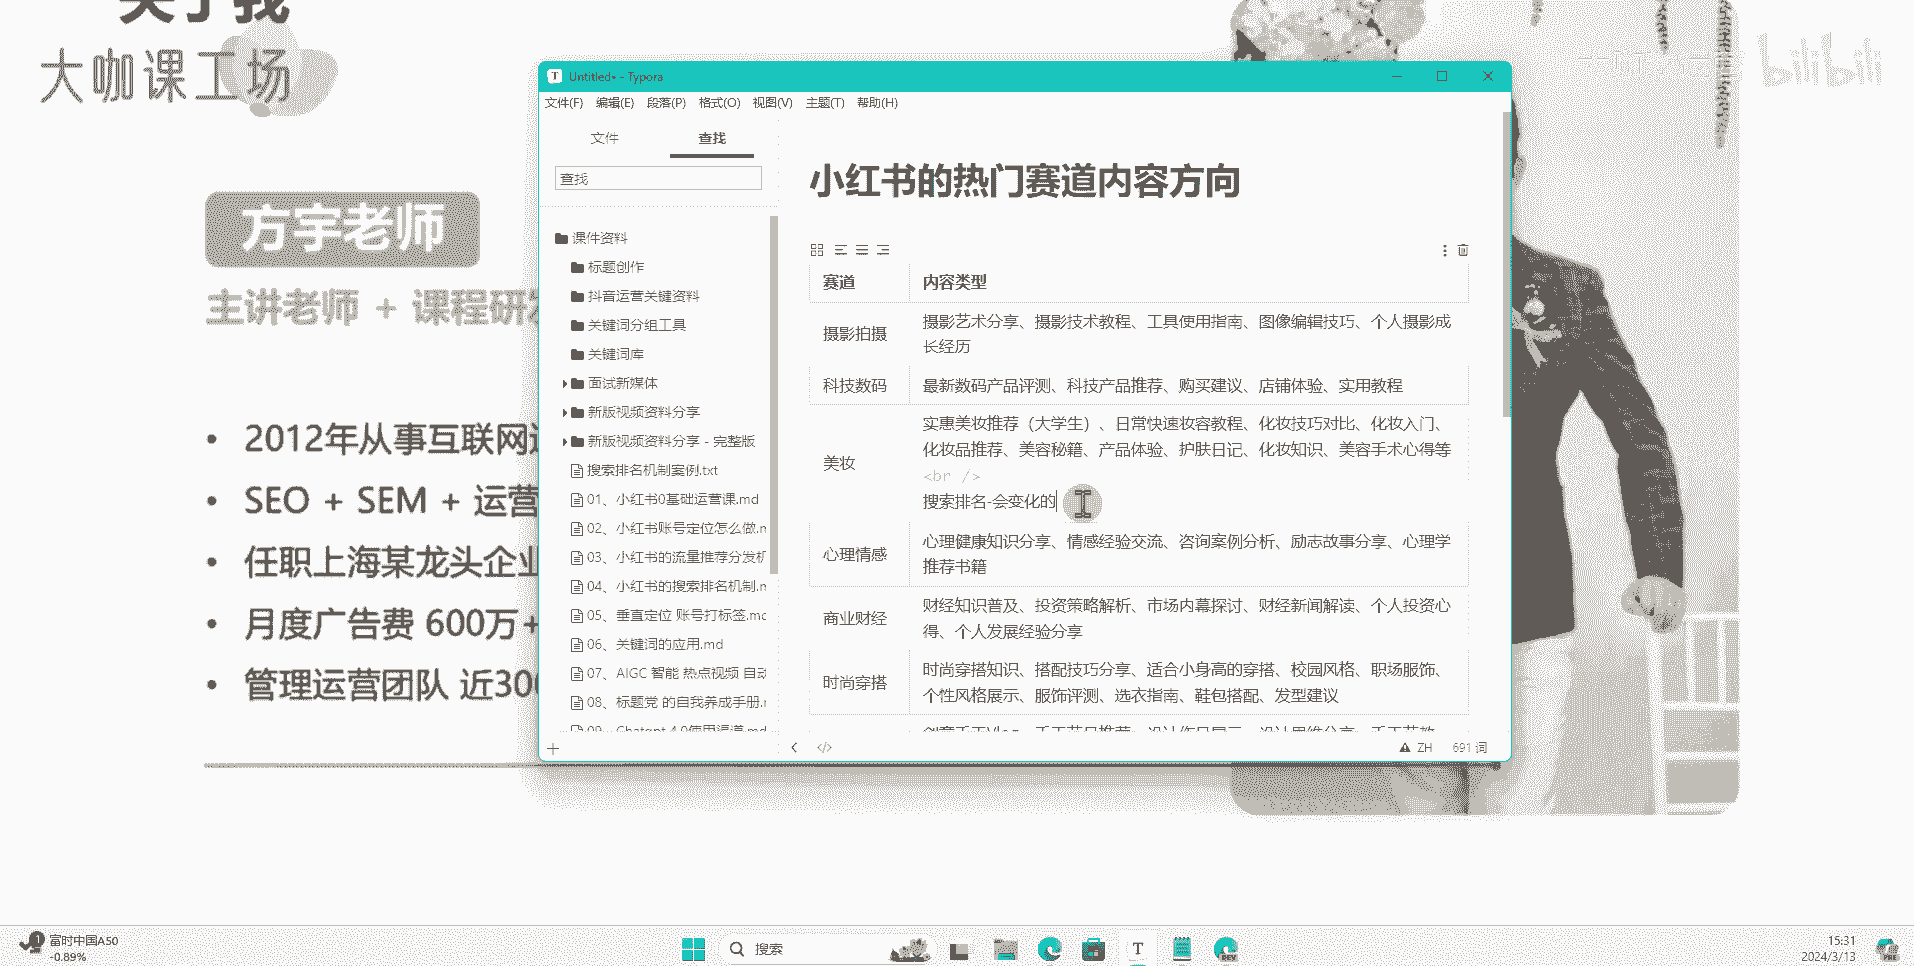 关于我
大咖课工场
bilibili
方宇老师
主讲老师 + 课程研发
2012年从事互联网运
SEO + SEM + 运营
任职上海某龙头企业
月度广告费 600万+
管理运营团队 近300
Untitled• - Typora
文件(F) 编辑(E) 段落(P) 格式(O) 视图(V) 主题(T) 帮助(H)
文件 查找
查找
课件资料
标题创作
抖音运营关键资料
关键词分组工具
关键词库
面试新媒体
新版视频资料分享
新版视频资料分享 - 完整版
搜索排名机制案例.txt
01、小红书0基础运营课.md
02、小红书账号定位怎么做.m
03、小红书的流量推荐分发机
04、小红书的搜索排名机制.m
05、垂直定位 账号打标签.mc
06、关键词的应用.md
07、AIGC 智能 热点视频 自动
08、标题党 的自我养成手册.r
09、Chatgpt 4.0使用渠道.md
小红书的热门赛道内容方向
赛道 内容类型
摄影拍摄
摄影艺术分享、摄影技术教程、工具使用指南、图像编辑技巧、个人摄影成
长经历
科技数码 最新数码产品评测、科技产品推荐、购买建议、店铺体验、实用教程
美妆
实惠美妆推荐（大学生）、日常快速妆容教程、化妆技巧对比、化妆入门、
化妆品推荐、美容秘籍、产品体验、护肤日记、化妆知识、美容手术心得等
<br />
搜索排名-会变化的
心理情感
心理健康知识分享、情感经验交流、咨询案例分析、励志故事分享、心理学
推荐书籍
商业财经
财经知识普及、投资策略解析、市场内幕探讨、财经新闻解读、个人投资心
得、个人发展经验分享
时尚穿搭
时尚穿搭知识、搭配技巧分享、适合小身高的穿搭、校园风格、职场服饰、
个性风格展示、服饰评测、选衣指南、鞋包搭配、发型建议
ZH 691 词
1
富时中国A50
-0.89%
搜索
T
DEV
15:31
2024/3/13
PRE